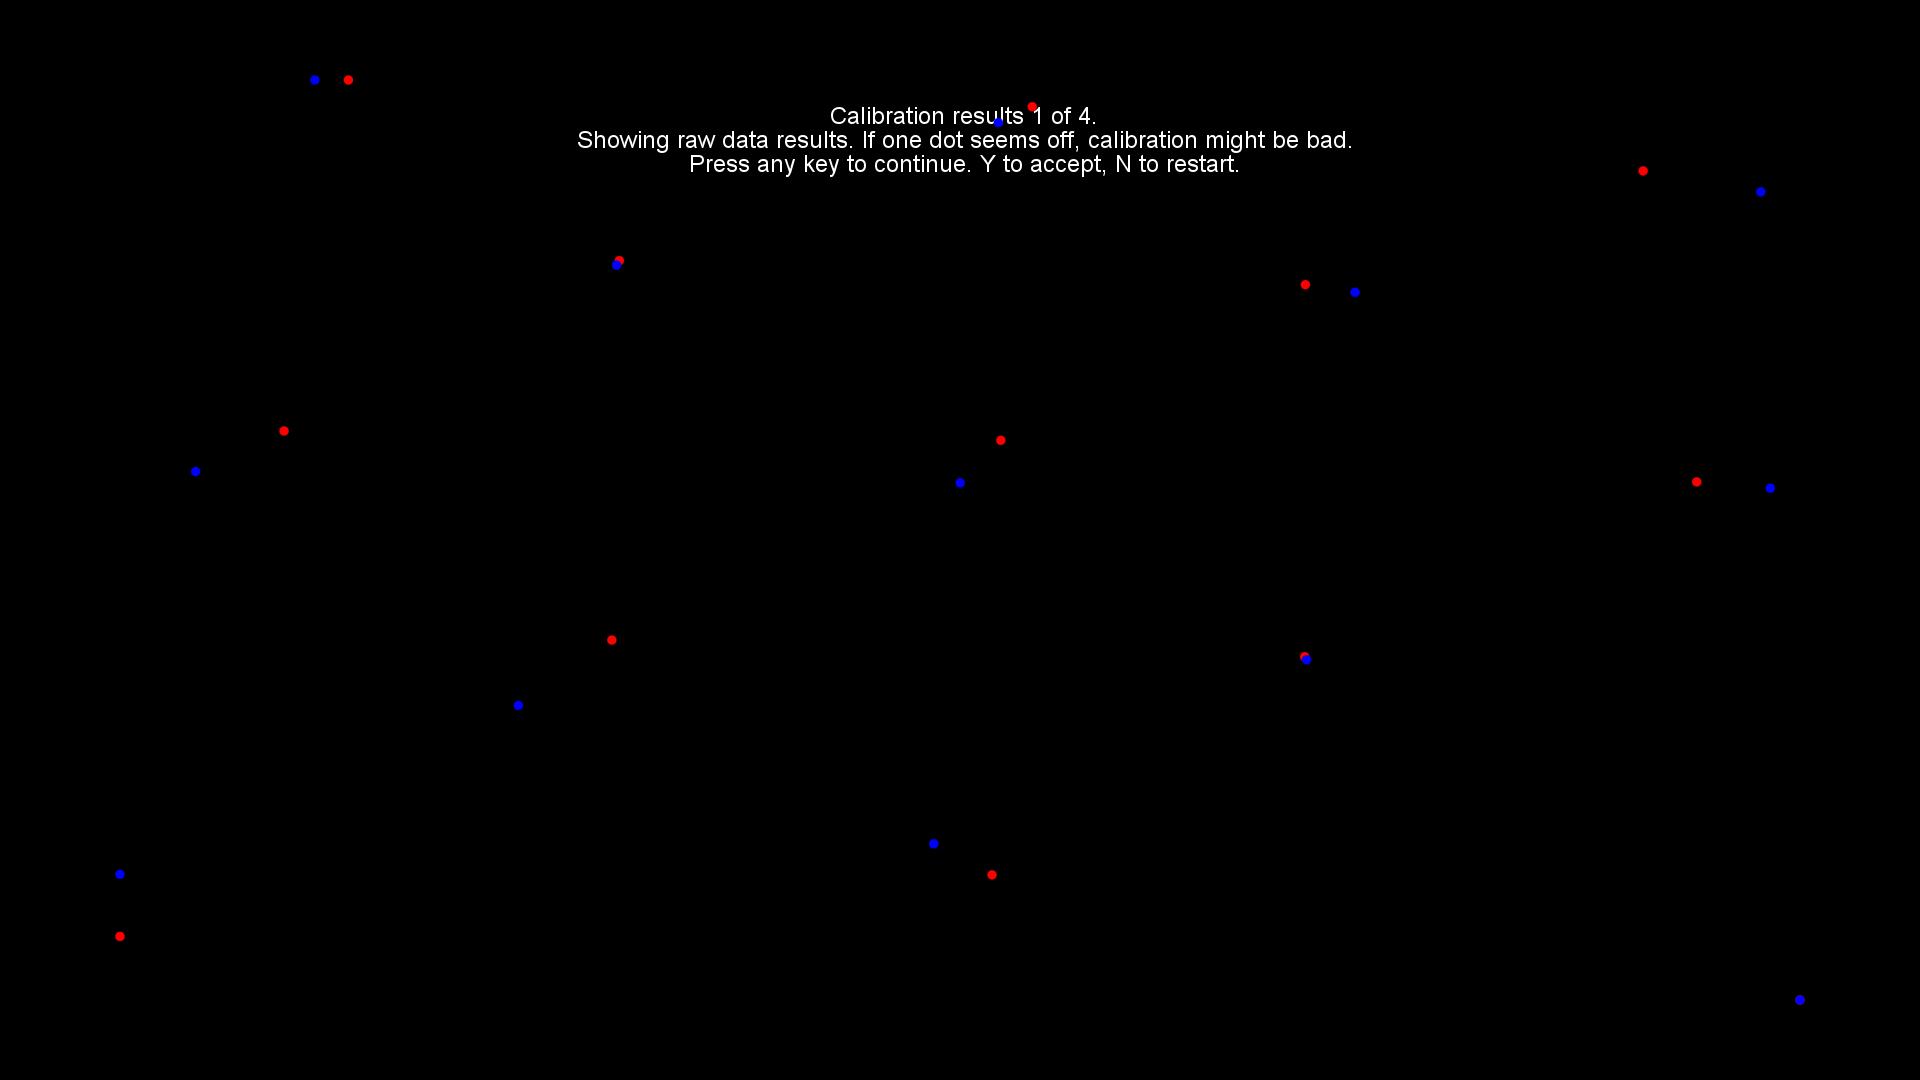 Calibration results 1 of 4.
Showing raw data results. If one dot seems off, calibration might be bad.
Press any key to continue. Y to accept, N to restart.